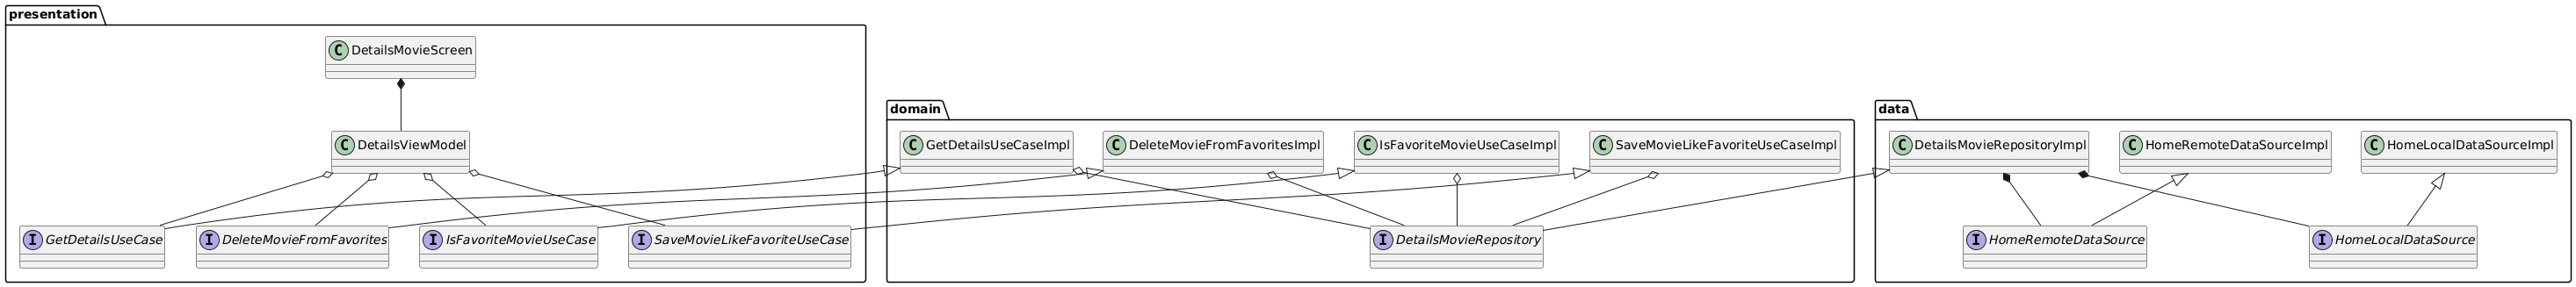 presentation
C DetailsMovieScreen
C DetailsViewModel
I GetDetailsUseCase
I DeleteMovieFromFavorites
I IsFavoriteMovieUseCase
I SaveMovieLikeFavoriteUseCase
domain
C GetDetailsUseCaseImpl
C DeleteMovieFromFavoritesImpl
C IsFavoriteMovieUseCaseImpl
C SaveMovieLikeFavoriteUseCaseImpl
I DetailsMovieRepository
data
C DetailsMovieRepositoryImpl
C HomeRemoteDataSourceImpl
C HomeLocalDataSourceImpl
I HomeRemoteDataSource
I HomeLocalDataSource